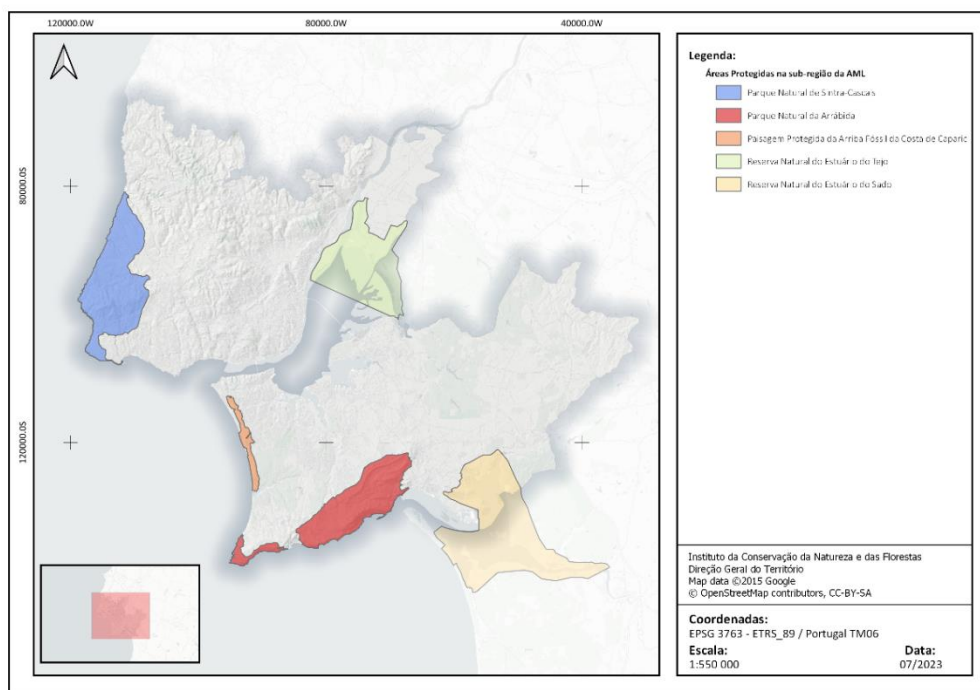 120000.0W
80000.0W
40000.0W
80000.0S
120000.0S
Legenda:
Áreas Protegidas na sub-região da AML
Parque Natural de Sintra-Cascais
Parque Natural da Arrábida
Paisagem Protegida da Arriba Fóssil da Costa de Caparic
Reserva Natural do Estuário do Tejo
Reserva Natural do Estuário do Sado
Instituto da Conservação da Natureza e das Florestas
Direção Geral do Território
Map data ©2015 Google
© OpenStreetMap contributors, CC-BY-SA
Coordenadas:
EPSG 3763 - ETRS_89 / Portugal TM06
Escala:
1:550 000
Data:
07/2023